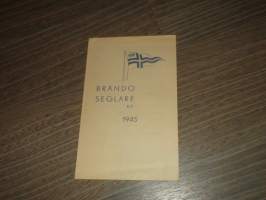 BRÄNDÖ
SEGLARE
r.f.
1945